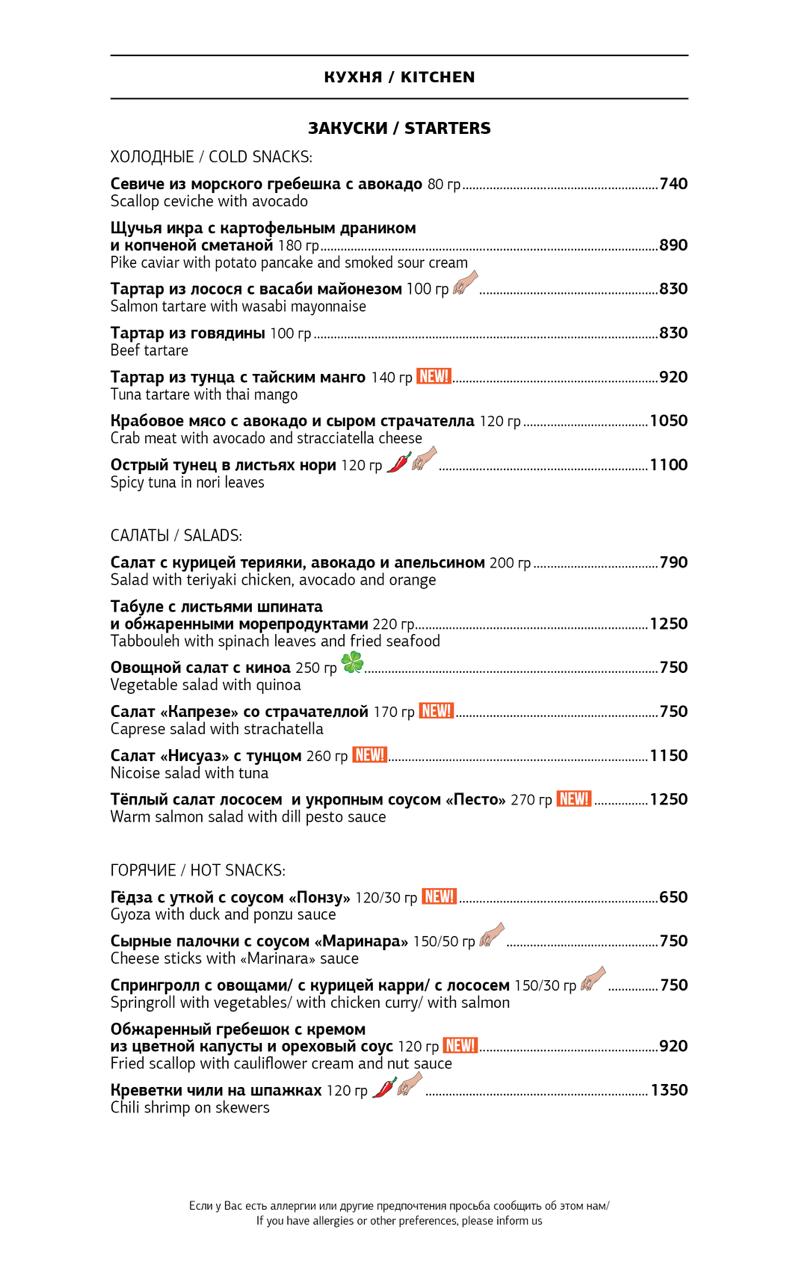 КУХНЯ / KITCHEN
ЗАКУСКИ / STARTERS
ХОЛОДНЫЕ / COLD SNACKS:
Севиче из морского гребешка с авокадо 80 гр..........740
Scallop ceviche with avocado
Щучья икра с картофельным драником
и копченой сметаной 180 гр..........890
Pike caviar with potato pancake and smoked sour cream
Тартар из лосося с васаби майонезом 100 гр..........830
Salmon tartare with wasabi mayonnaise
Тартар из говядины 100 гр..........830
Beef tartare
Тартар из тунца с тайским манго 140 гр NEW!..........920
Tuna tartare with thai mango
Крабовое мясо с авокадо и сыром страчателла 120 гр..........1050
Crab meat with avocado and stracciatella cheese
Острый тунец в листьях нори 120 гр..........1100
Spicy tuna in nori leaves
САЛАТЫ / SALADS:
Салат с курицей терияки, авокадо и апельсином 200 гр..........790
Salad with teriyaki chicken, avocado and orange
Табуле с листьями шпината
и обжаренными морепродуктами 220 гр..........1250
Tabbouleh with spinach leaves and fried seafood
Овощной салат с киноа 250 гр..........750
Vegetable salad with quinoa
Салат «Капрезе» со страчателлой 170 гр NEW!..........750
Caprese salad with strachatella
Салат «Нисуаз» с тунцом 260 гр NEW!..........1150
Nicoise salad with tuna
Тёплый салат лососем и укропным соусом «Песто» 270 гр NEW!..........1250
Warm salmon salad with dill pesto sauce
ГОРЯЧИЕ / HOT SNACKS:
Гёдза с уткой с соусом «Понзу» 120/30 гр NEW!..........650
Gyoza with duck and ponzu sauce
Сырные палочки с соусом «Маринара» 150/50 гр..........750
Cheese sticks with «Marinara» sauce
Спрингролл с овощами/ с курицей карри/ с лососем 150/30 гр..........750
Springroll with vegetables/ with chicken curry/ with salmon
Обжаренный гребешок с кремом
из цветной капусты и ореховый соус 120 гр NEW!..........920
Fried scallop with cauliflower cream and nut sauce
Креветки чили на шпажках 120 гр..........1350
Chili shrimp on skewers
Если у Вас есть аллергии или другие предпочтения просьба сообщить об этом нам/
If you have allergies or other preferences, please inform us